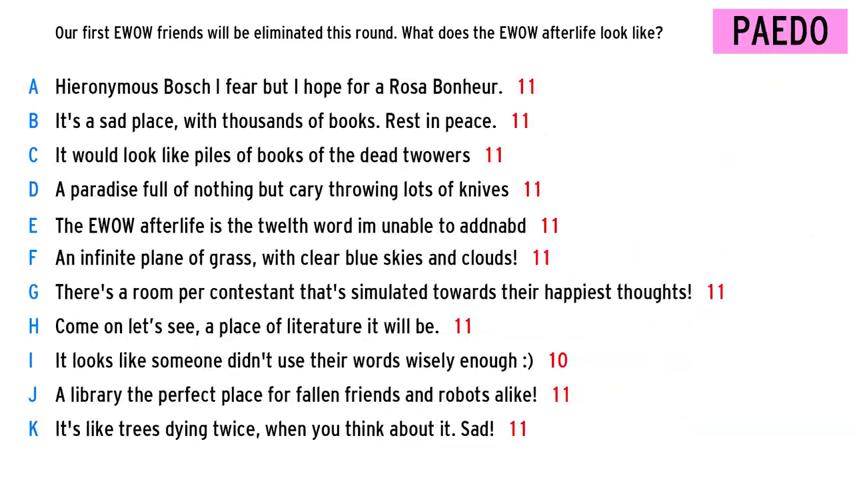 Our first EWOW friends will be eliminated this round. What does the EWOW afterlife look like?
PAEDO
A Hieronymous Bosch I fear but I hope for a Rosa Bonheur. 11
B It's a sad place, with thousands of books. Rest in peace. 11
C It would look like piles of books of the dead twowers 11
D A paradise full of nothing but cary throwing lots of knives 11
E The EWOW afterlife is the twelth word im unable to addnabd 11
F An infinite plane of grass, with clear blue skies and clouds! 11
G There's a room per contestant that's simulated towards their happiest thoughts! 11
H Come on let’s see, a place of literature it will be. 11
I It looks like someone didn't use their words wisely enough :) 10
J A library the perfect place for fallen friends and robots alike! 11
K It's like trees dying twice, when you think about it. Sad! 11